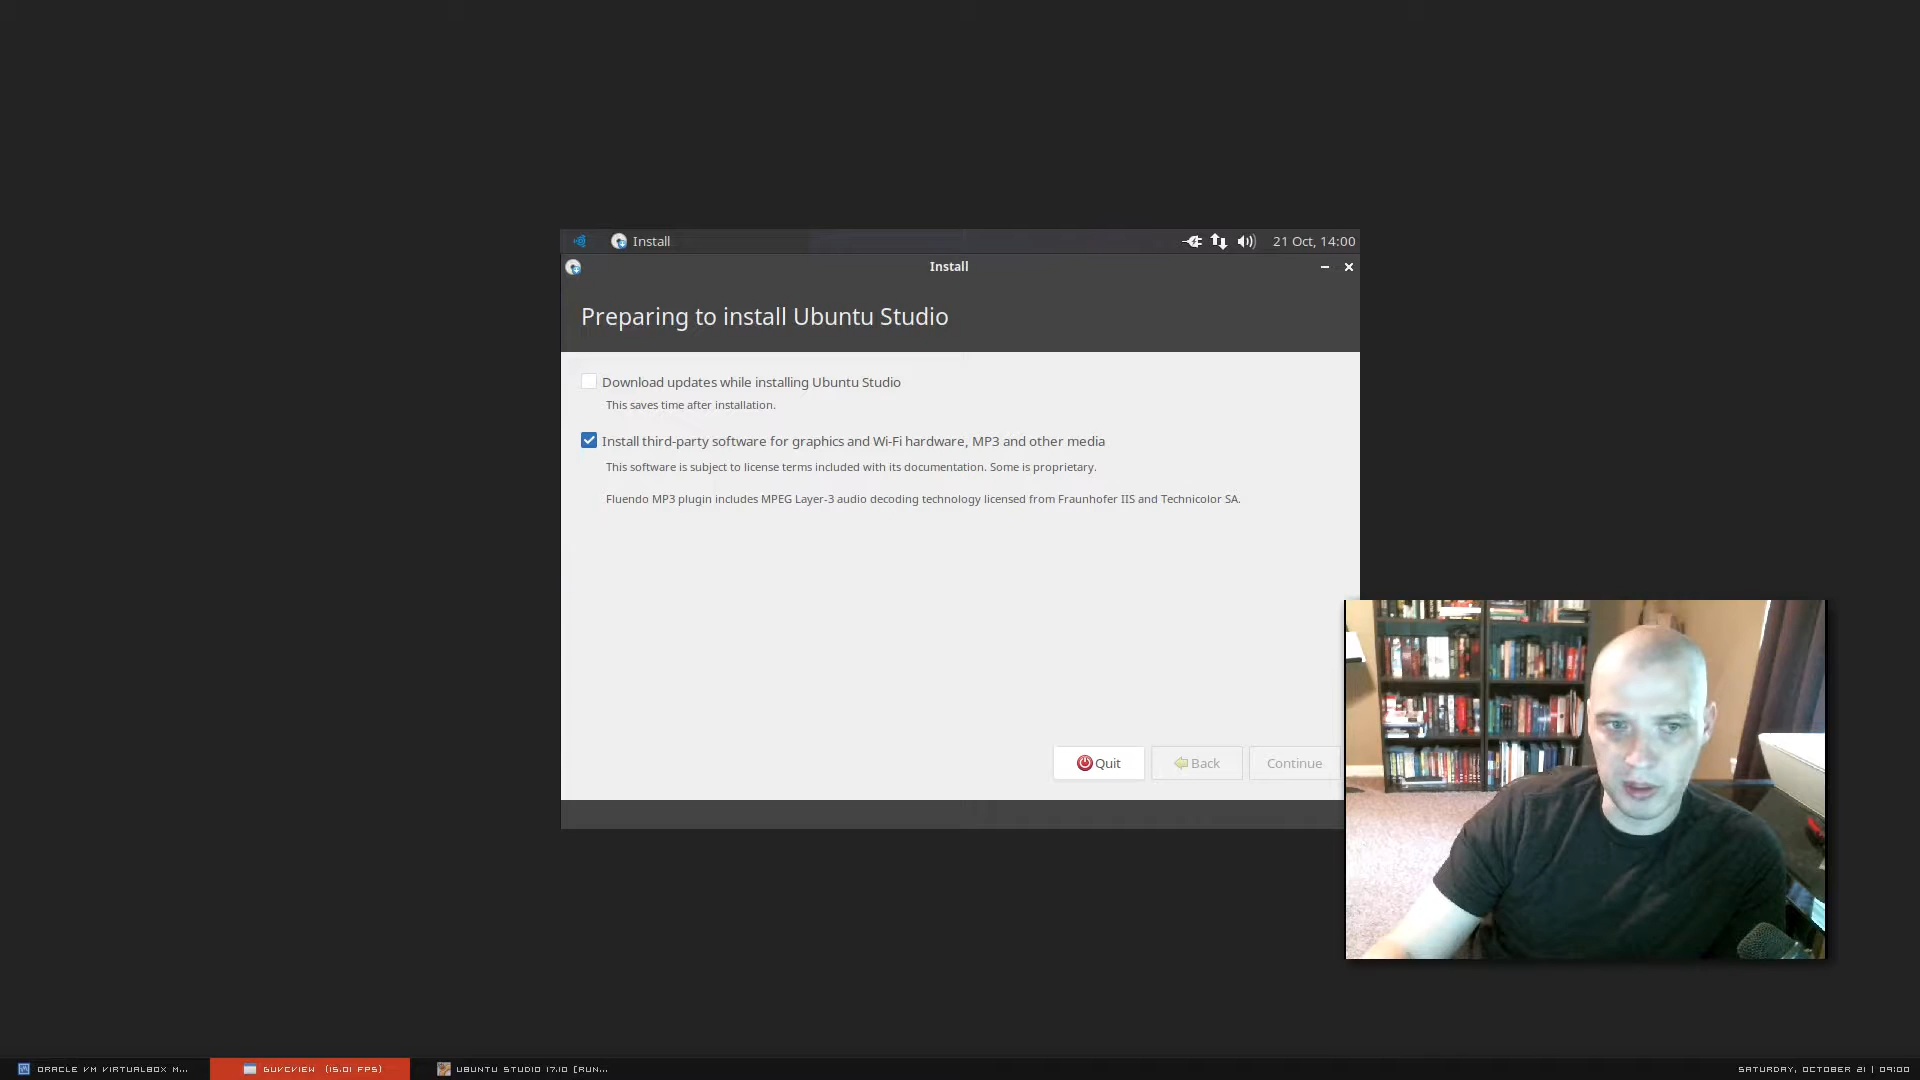 Install
21 Oct, 14:00
Install
Preparing to install Ubuntu Studio
Download updates while installing Ubuntu Studio
This saves time after installation.
Install third-party software for graphics and Wi-Fi hardware, MP3 and other media
This software is subject to license terms included with its documentation. Some is proprietary.
Fluendo MP3 plugin includes MPEG Layer-3 audio decoding technology licensed from Fraunhofer IIS and Technicolor SA.
Quit
Back
Continue
ORACLE VM VIRTUALBOX M...
GUVCVIEW (15.01 FPS)
UBUNTU STUDIO 17.10 [RUN...
SATURDAY, OCTOBER 21 | 09:00